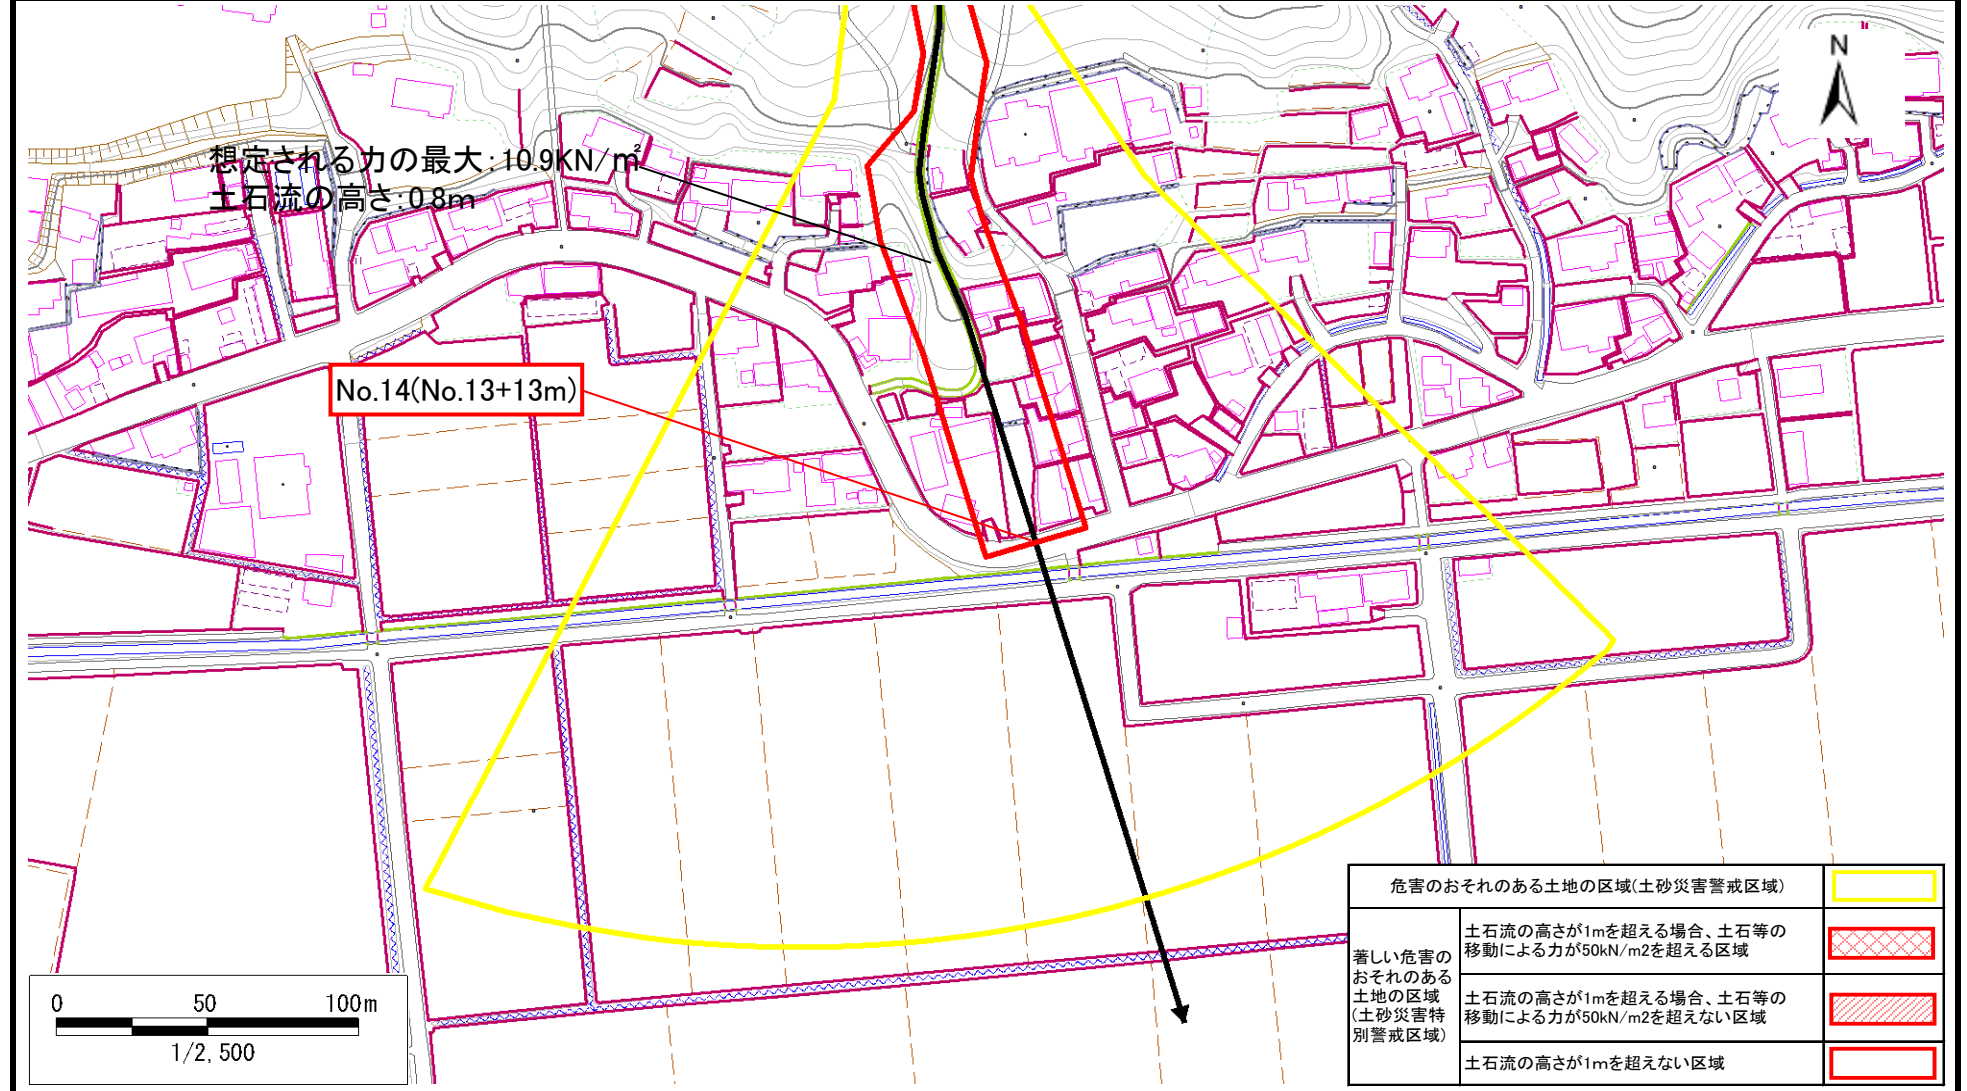 N
想定される力の最大:10.9KN/㎡
土石流の高さ:0.8m
No.14(No.13+13m)
0 50 100m
1/2,500
危害のおそれのある土地の区域(土砂災害警戒区域)
著しい危害の
おそれのある
土地の区域
(土砂災害特
別警戒区域)
土石流の高さが1mを超える場合、土石等の
移動による力が50kN/m2を超える区域
土石流の高さが1mを超える場合、土石等の
移動による力が50kN/m2を超えない区域
土石流の高さが1mを超えない区域